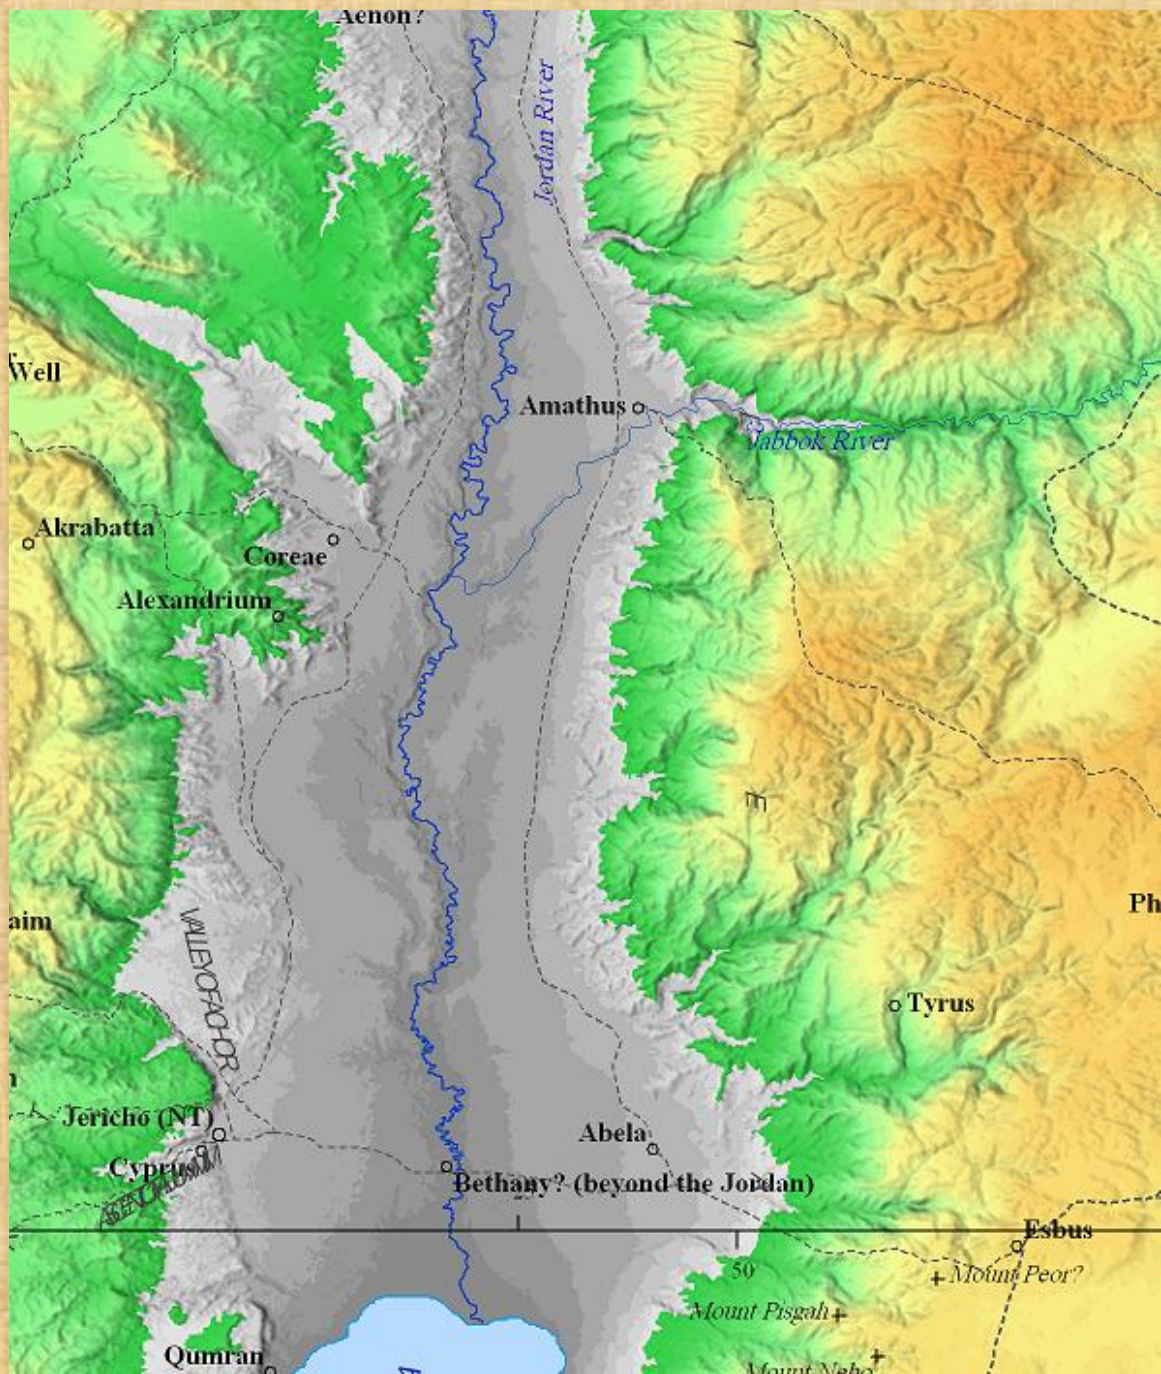 Aenon?
Jordan River
Well
Amathus
Jabbok River
Akrabatta
Coreae
Alexandrium
E
aim
Ph
VALLEY OF ACHOR
Tyrus
Jericho (NT)
Abela
Cyprus
Bethany? (beyond the Jordan)
Esbus
50
Mount Peor?
Mount Pisgah
Qumran
Mount Nebo